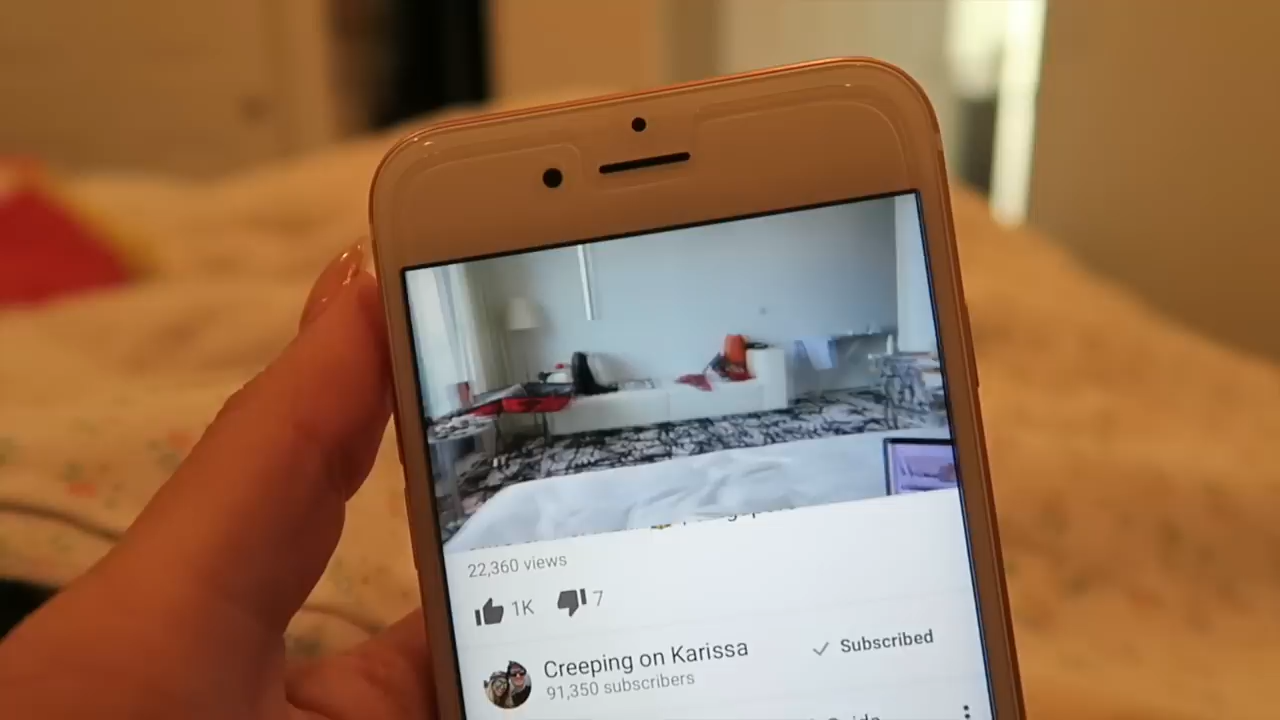 22,360 views
1K 7
Creeping on Karissa
Subscribed
91,350 subscribers